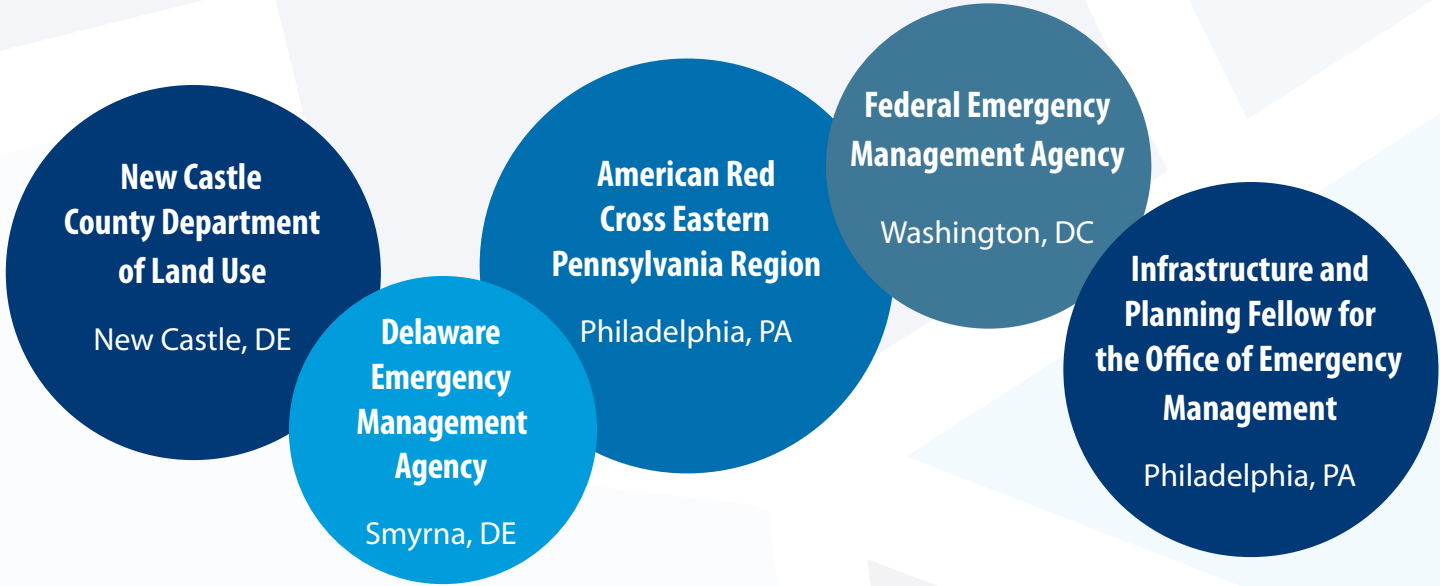 New Castle
County Department
of Land Use
New Castle, DE
Delaware
Emergency
Management
Agency
Smyrna, DE
American Red
Cross Eastern
Pennsylvania Region
Philadelphia, PA
Federal Emergency
Management Agency
Washington, DC
Infrastructure and
Planning Fellow for
the Office of Emergency
Management
Philadelphia, PA